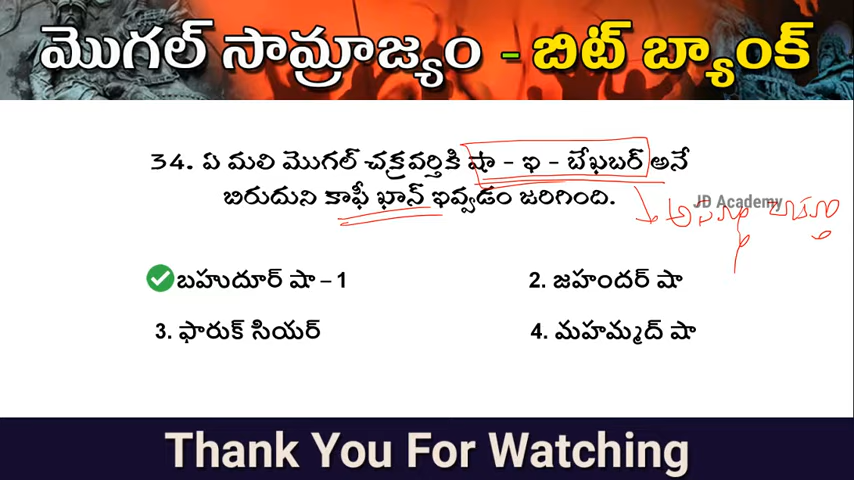 మొగల్ సామ్రాజ్యం - బిట్ బ్యాంక్
34. ఏ మలి మొగల్ చక్రవర్తికి షా - ఇ - బేఖబర్ అనే
బిరుదుని కాఫీ ఖాన్ ఇవ్వడం జరిగింది.
JD Academy
బహుదూర్ షా – 1
2. జహందర్ షా
3. ఫారుక్ సియర్
4. మహమ్మద్ షా
Thank You For Watching